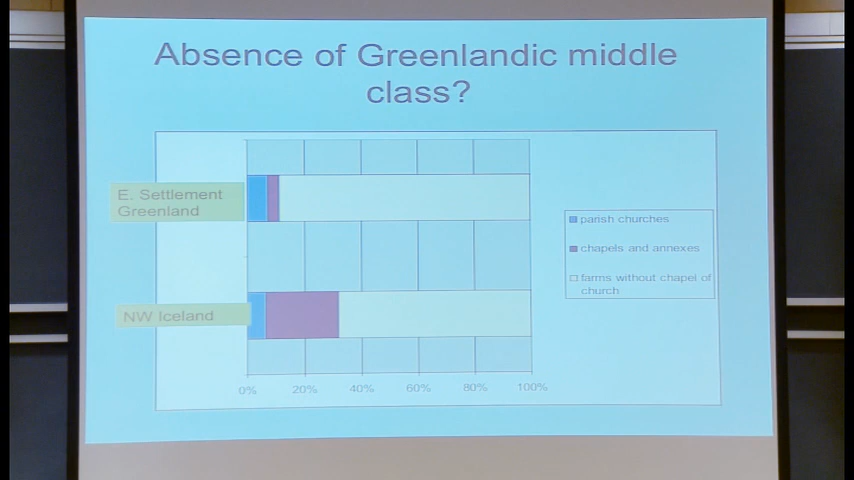 Absence of Greenlandic middle
class?
E. Settlement
Greenland
NW Iceland
parish churches
chapels and annexes
farms without chapel of
church
0% 20% 40% 60% 80% 100%